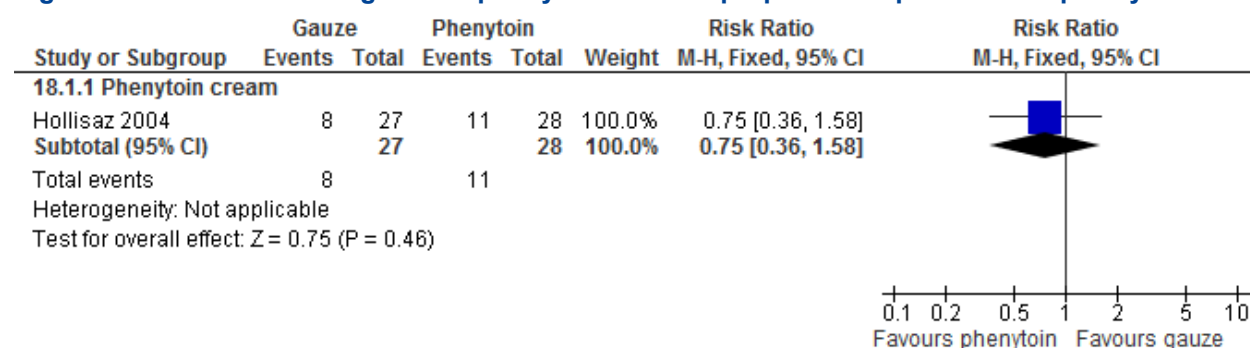 Gauze Phenytoin Risk Ratio Risk Ratio
Study or Subgroup Events Total Events Total Weight M-H, Fixed, 95% CI M-H, Fixed, 95% CI
18.1.1 Phenytoin cream
Hollisaz 2004 8 27 11 28 100.0% 0.75 [0.36, 1.58]
Subtotal (95% CI) 27 28 100.0% 0.75 [0.36, 1.58]
Total events 8 11
Heterogeneity: Not applicable
Test for overall effect: Z = 0.75 (P = 0.46)
0.1 0.2 0.5 1 2 5 10
Favours phenytoin Favours gauze